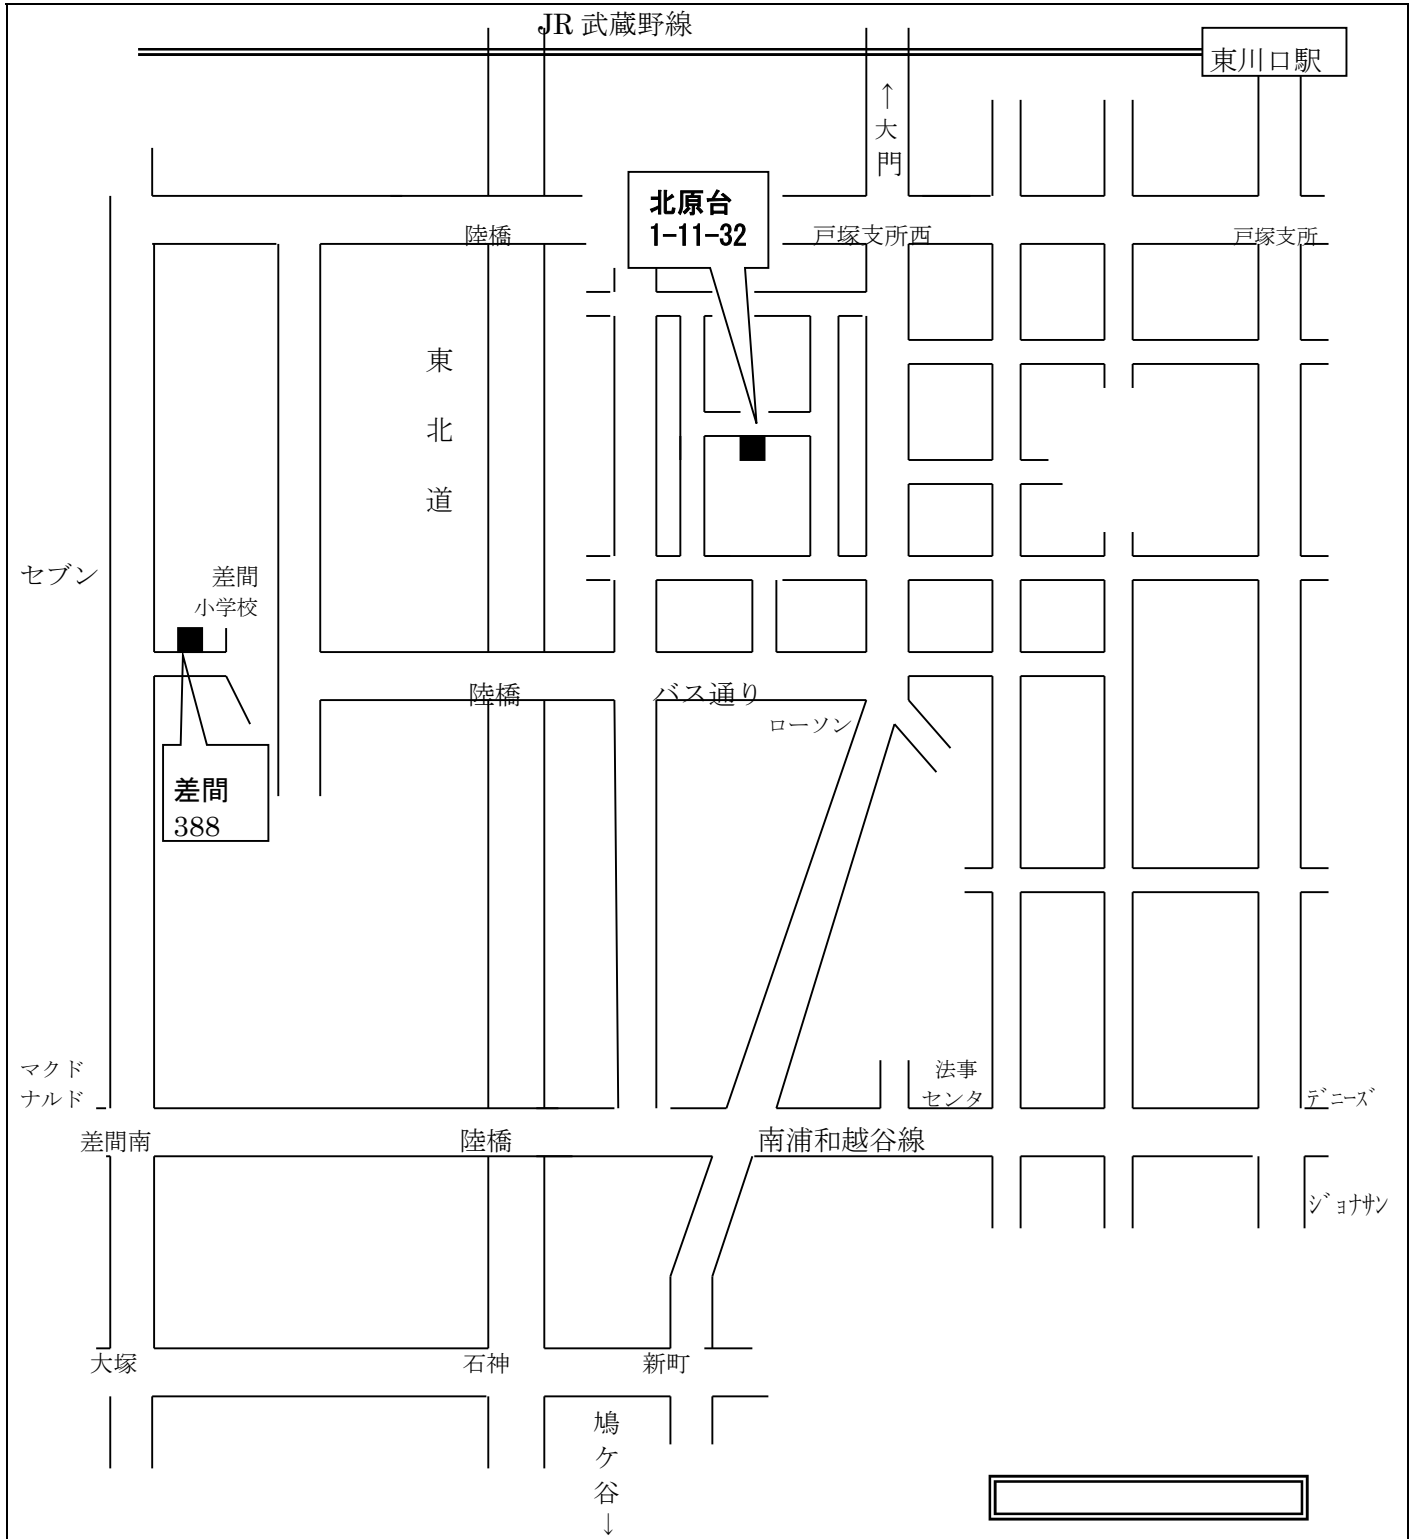 JR 武蔵野線
東川口駅
↑大門
北原台
1-11-32
陸橋
戸塚支所西
戸塚支所
東北道
セブン
差間
小学校
陸橋
バス通り
ローソン
差間
388
マクド
ナルド
法事
センタ
デニーズ
差間南
陸橋
南浦和越谷線
ジョナサン
大塚
石神
新町
鳩ケ谷↓